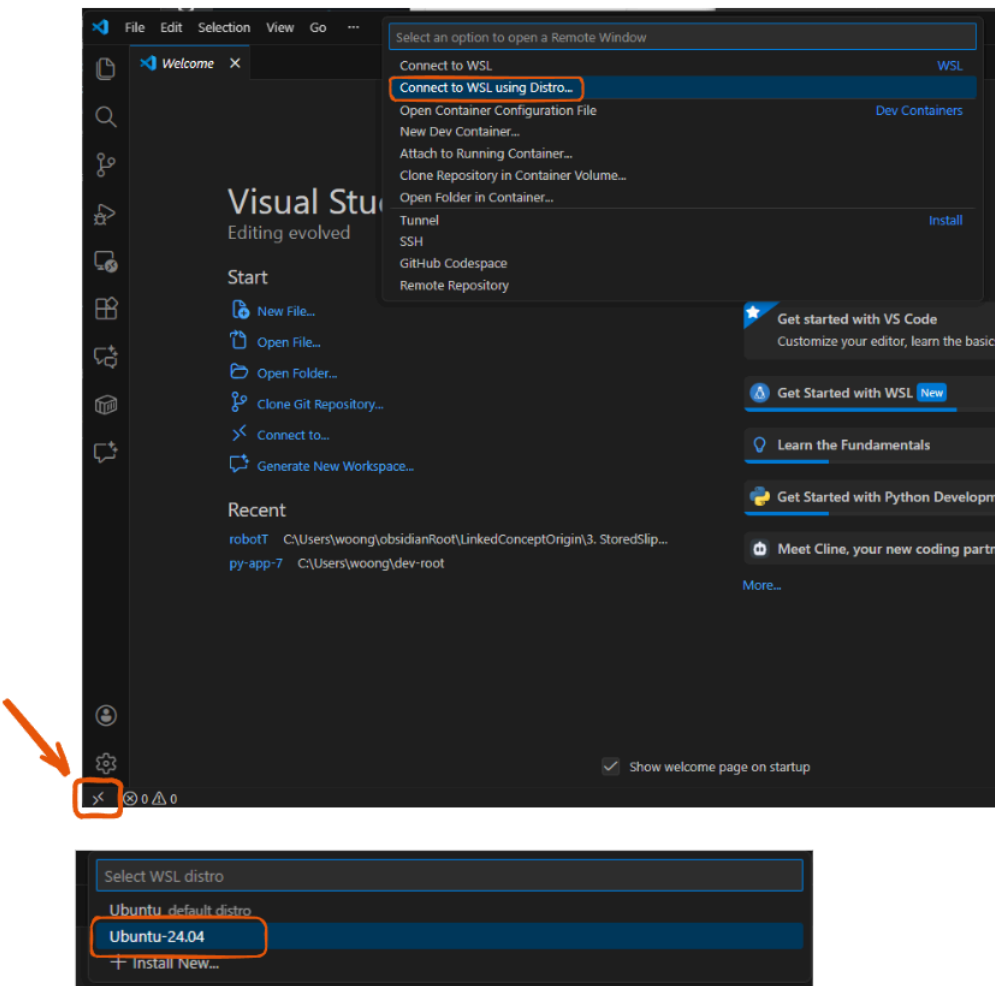 File Edit Selection View Go ···
Select an option to open a Remote Window
Welcome
Connect to WSL WSL
Connect to WSL using Distro...
Open Container Configuration File Dev Containers
New Dev Container...
Attach to Running Container...
Clone Repository in Container Volume...
Open Folder in Container...
Tunnel Install
SSH
GitHub Codespace
Remote Repository
Visual Stu
Editing evolved
Start
New File...
Open File...
Open Folder...
Clone Git Repository...
Connect to...
Generate New Workspace...
Recent
robotT C:\Users\woong\obsidianRoot\LinkedConceptOrigin\3. StoredSlip...
py-app-7 C:\Users\woong\dev-root
Get started with VS Code
Customize your editor, learn the basic
Get Started with WSL New
Learn the Fundamentals
Get Started with Python Developm
Meet Cline, your new coding partn
More...
Show welcome page on startup
0 0
Select WSL distro
Ubuntu default distro
Ubuntu-24.04
+ Install New...